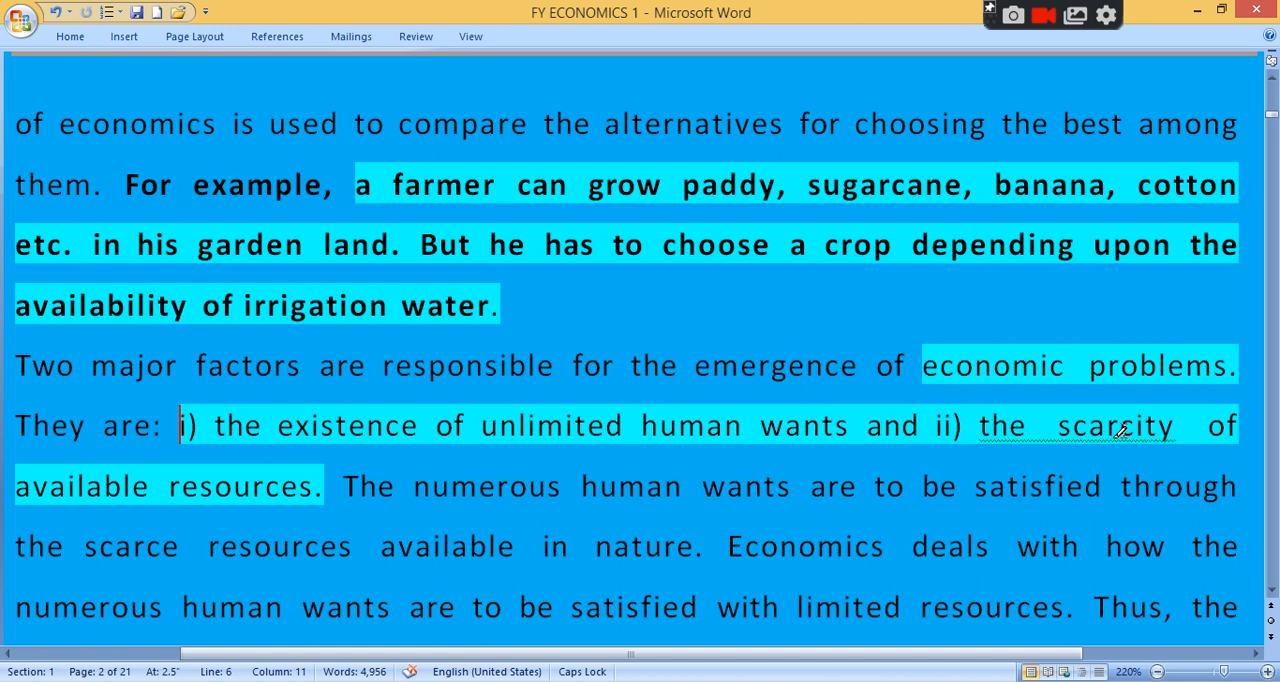 FY ECONOMICS 1 - Microsoft Word
Home Insert Page Layout References Mailings Review View
of economics is used to compare the alternatives for choosing the best among
them. For example, a farmer can grow paddy, sugarcane, banana, cotton
etc. in his garden land. But he has to choose a crop depending upon the
availability of irrigation water.
Two major factors are responsible for the emergence of economic problems.
They are: i) the existence of unlimited human wants and ii) the scarcity of
available resources. The numerous human wants are to be satisfied through
the scarce resources available in nature. Economics deals with how the
numerous human wants are to be satisfied with limited resources. Thus, the
Section: 1 Page: 2 of 21 At: 2.5" Line: 6 Column: 11 Words: 4,956 English (United States) Caps Lock 220%